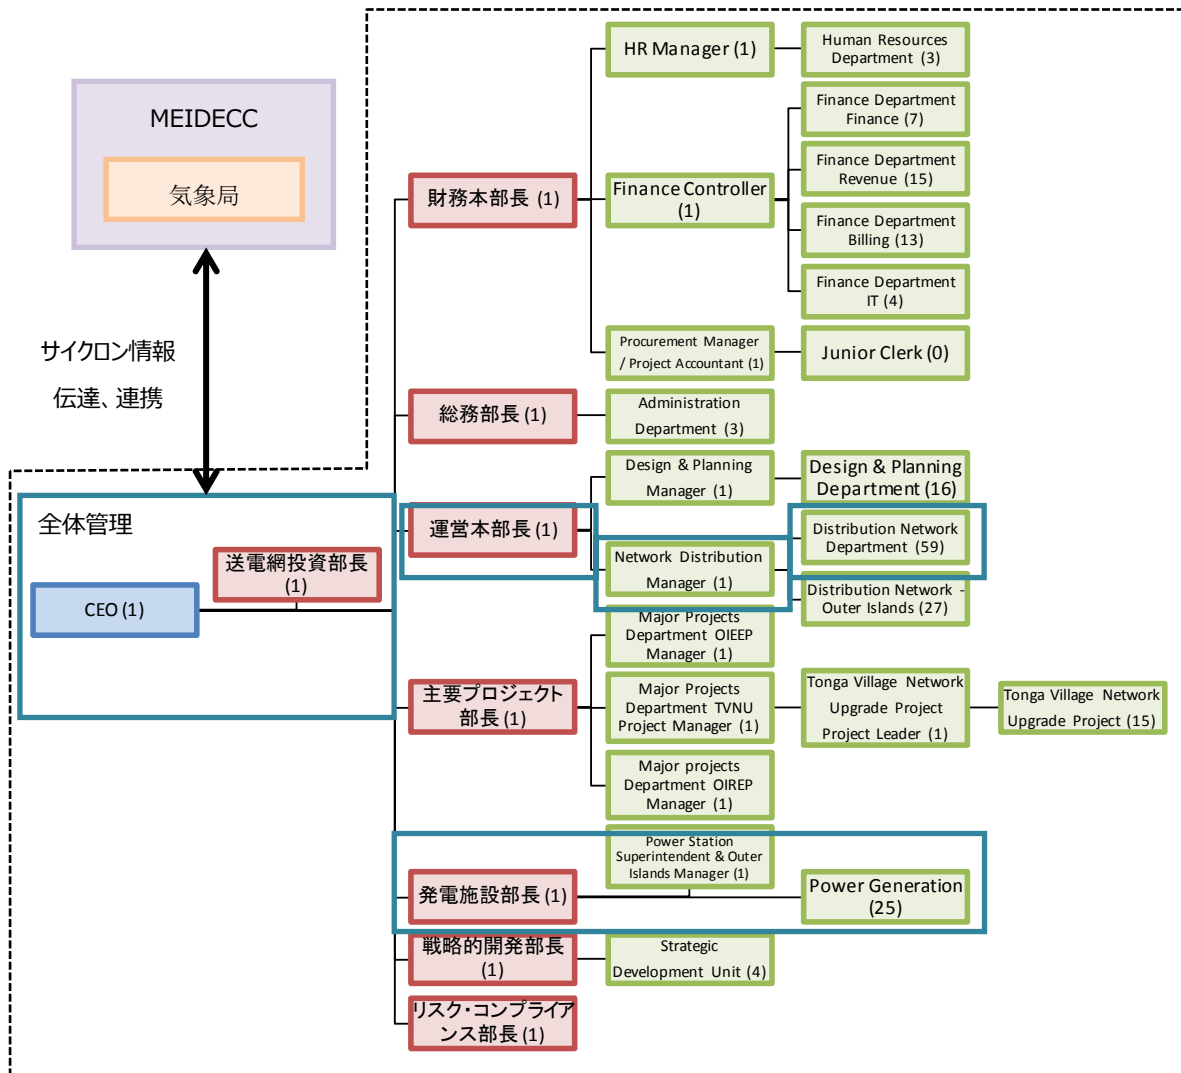 MEIDECC
気象局
サイクロン情報
伝達、連携
全体管理
送電網投資部長
(1)
CEO (1)
財務本部長 (1)
HR Manager (1)
Human Resources
Department (3)
Finance Controller
(1)
Finance Department
Finance (7)
Finance Department
Revenue (15)
Finance Department
Billing (13)
Finance Department
IT (4)
Procurement Manager
/ Project Accountant (1)
Junior Clerk (0)
総務部長 (1)
Administration
Department (3)
運営本部長 (1)
Design & Planning
Manager (1)
Design & Planning
Department (16)
Network Distribution
Manager (1)
Distribution Network
Department (59)
Distribution Network -
Outer Islands (27)
主要プロジェクト
部長 (1)
Major Projects
Department OIEEP
Manager (1)
Major Projects
Department TVNU
Project Manager (1)
Tonga Village Network
Upgrade Project
Project Leader (1)
Tonga Village Network
Upgrade Project (15)
Major projects
Department OIREP
Manager (1)
発電施設部長 (1)
Power Station
Superintendent & Outer
Islands Manager (1)
Power Generation
(25)
戦略的開発部長
(1)
Strategic
Development Unit (4)
リスク・コンプライア
ンス部長 (1)